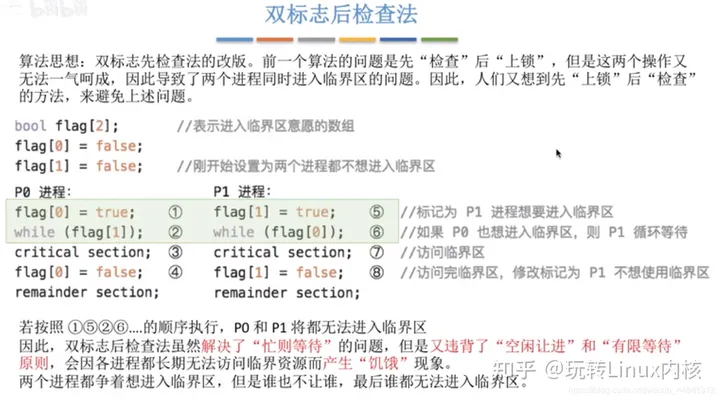 双标志后检查法
算法思想：双标志先检查法的改版。前一个算法的问题是先“检查”后“上锁”，但是这两个操作又
无法一气呵成，因此导致了两个进程同时进入临界区的问题。因此，人们又想到先“上锁”后“检查”
的方法，来避免上述问题。
bool flag[2]; //表示进入临界区意愿的数组
flag[0] = false;
flag[1] = false; //刚开始设置为两个进程都不想进入临界区
P0 进程： P1 进程：
flag[0] = true; ① flag[1] = true; ⑤ //标记为 P1 进程想要进入临界区
while (flag[1]); ② while (flag[0]); ⑥ //如果 P0 也想进入临界区，则 P1 循环等待
critical section; ③ critical section; ⑦ //访问临界区
flag[0] = false; ④ flag[1] = false; ⑧ //访问完临界区，修改标记为 P1 不想使用临界区
remainder section; remainder section;
若按照 ①⑤②⑥....的顺序执行，P0 和 P1 将都无法进入临界区
因此，双标志后检查法虽然解决了“忙则等待”的问题，但是又违背了“空闲让进”和“有限等待”
原则，会因各进程都长期无法访问临界资源而产生“饥饿”现象。
两个进程都争着想进入临界区，但是谁也不让谁，最后谁都无法进入临界区。
知乎 @玩转Linux内核